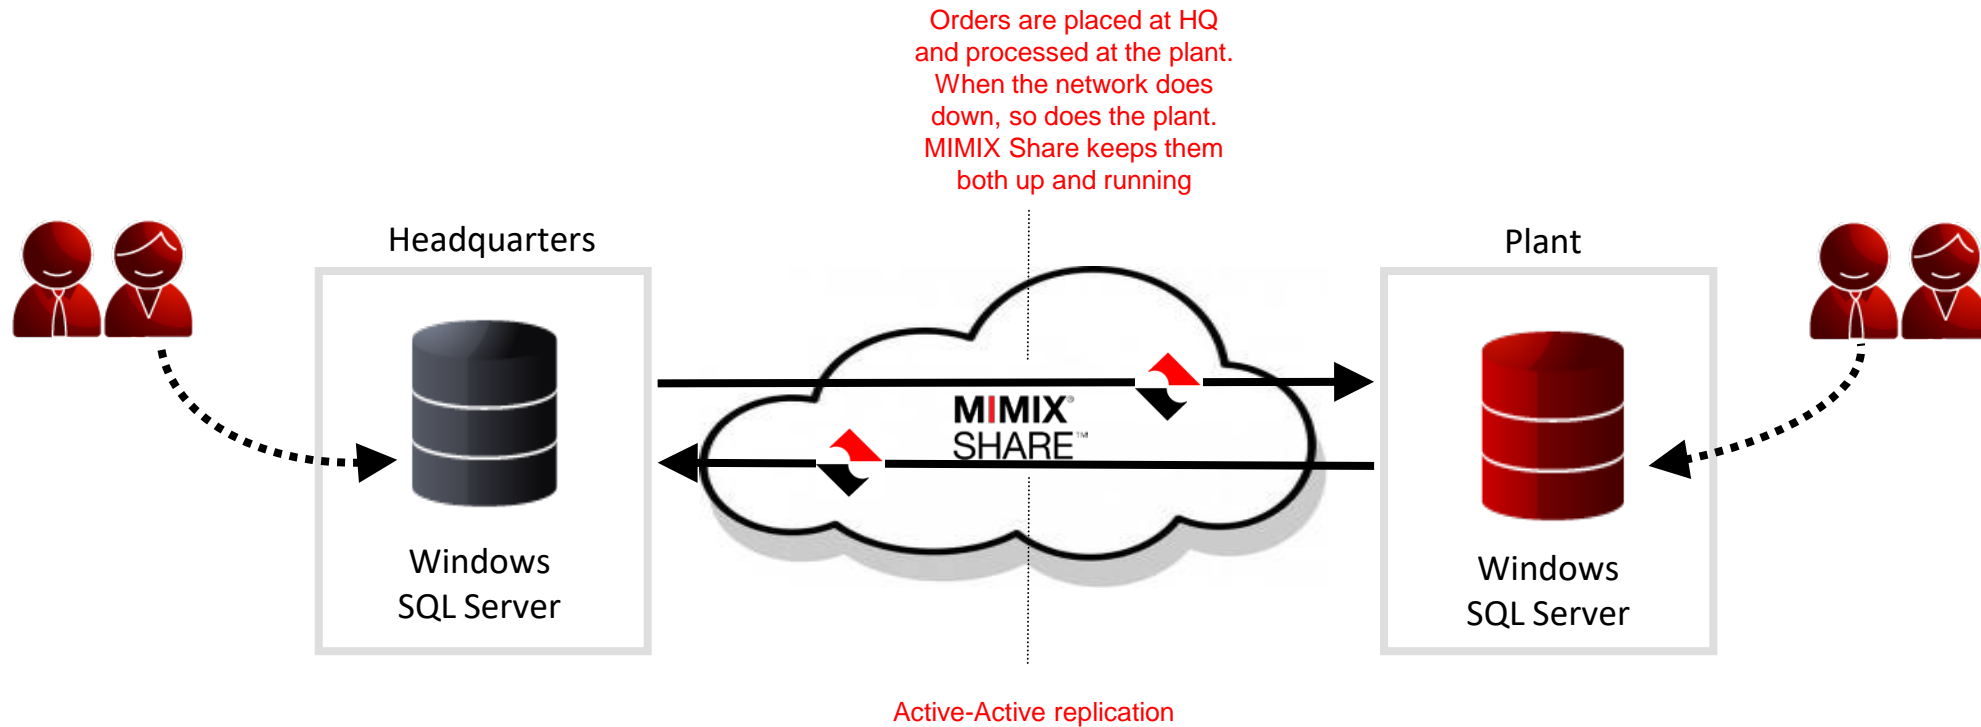 Orders are placed at HQ
and processed at the plant.
When the network does
down, so does the plant.
MIMIX Share keeps them
both up and running
Headquarters
Plant
MIMIX®
SHARE™
Windows
SQL Server
Windows
SQL Server
Active-Active replication